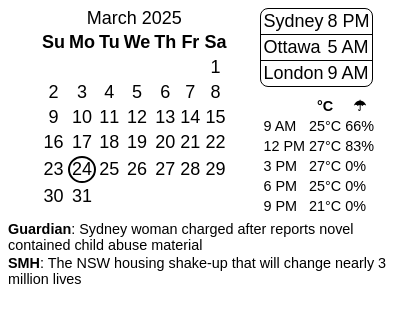 March 2025
Su Mo Tu We Th Fr Sa
1
2 3 4 5 6 7 8
9 10 11 12 13 14 15
16 17 18 19 20 21 22
23 24 25 26 27 28 29
30 31
Sydney 8 PM
Ottawa 5 AM
London 9 AM
°C ☂
9 AM 25°C 66%
12 PM 27°C 83%
3 PM 27°C 0%
6 PM 25°C 0%
9 PM 21°C 0%
Guardian: Sydney woman charged after reports novel
contained child abuse material
SMH: The NSW housing shake-up that will change nearly 3
million lives